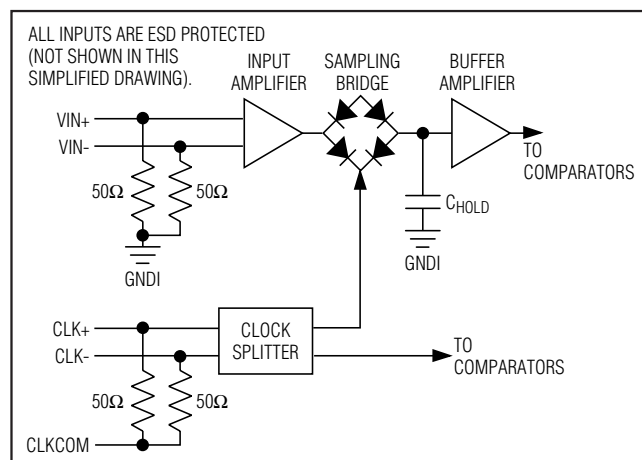 ALL INPUTS ARE ESD PROTECTED
(NOT SHOWN IN THIS
SIMPLIFIED DRAWING).
INPUT
AMPLIFIER
SAMPLING
BRIDGE
BUFFER
AMPLIFIER
VIN+
VIN-
TO
COMPARATORS
50Ω
50Ω
CHOLD
GNDI
GNDI
CLK+
CLK-
CLOCK
SPLITTER
TO
COMPARATORS
50Ω
50Ω
CLKCOM